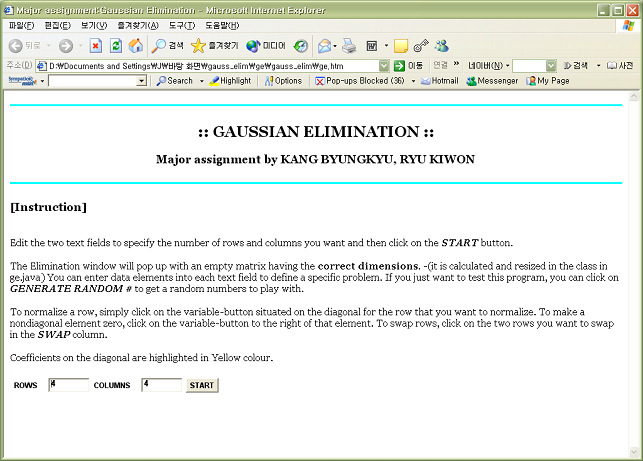 Major assignment:Gaussian Elimination - Microsoft Internet Explorer
파일(F) 편집(E) 보기(V) 즐겨찾기(A) 도구(T) 도움말(H)
뒤로 검색 즐겨찾기 미디어
주소(D) D:\Documents and Settings\J\바탕 화면\gauss_elim\ge\gauss_elim\ge.htm 이동 연결 » 네이버(N) 검색 사전
Search Highlight Options Pop-ups Blocked (36) Hotmail Messenger My Page
:: GAUSSIAN ELIMINATION ::
Major assignment by KANG BYUNGKYU, RYU KIWON
[Instruction]
Edit the two text fields to specify the number of rows and columns you want and then click on the START button.
The Elimination window will pop up with an empty matrix having the correct dimensions. -(it is calculated and resized in the class in
ge.java) You can enter data elements into each text field to define a specific problem. If you just want to test this program, you can click on
GENERATE RANDOM # to get a random numbers to play with.
To normalize a row, simply click on the variable-button situated on the diagonal for the row that you want to normalize. To make a
nondiagonal element zero, click on the variable-button to the right of that element. To swap rows, click on the two rows you want to swap
in the SWAP column.
Coefficients on the diagonal are highlighted in Yellow colour.
ROWS 4 COLUMNS 4 START